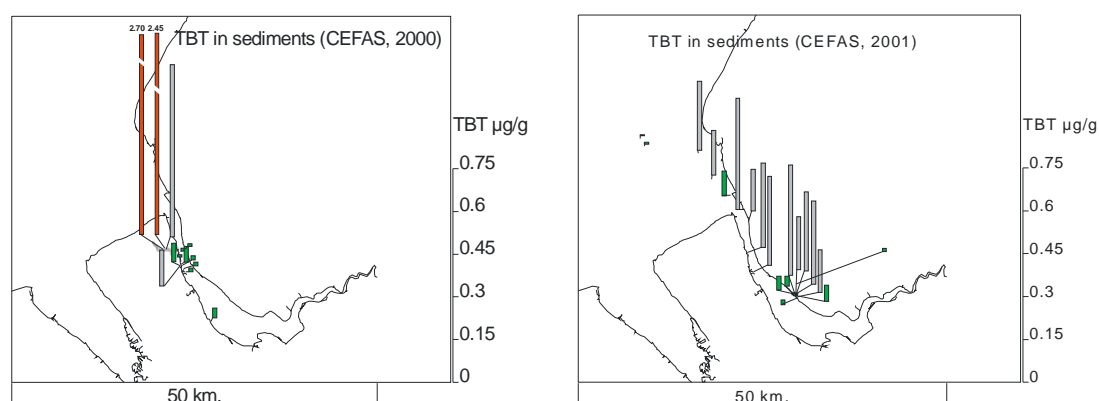 2.70 2.45
TBT in sediments (CEFAS, 2000)
TBT µg/g
0.75
0.6
0.45
0.3
0.15
0
50 km.
TBT in sediments (CEFAS, 2001)
TBT µg/g
0.75
0.6
0.45
0.3
0.15
0
50 km.